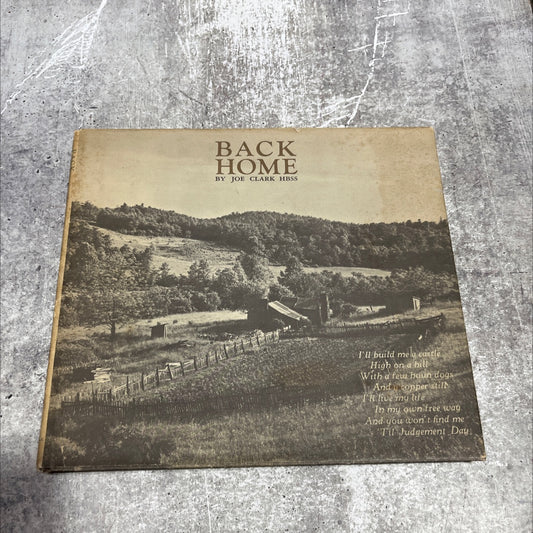 BACK
HOME
BY JOE CLARK HBSS
I'll build me a castle
High on a hill
With a few houn dogs
And a copper still
I'll live my life
In my own free way
And you won't find me
'Til Judgement Day